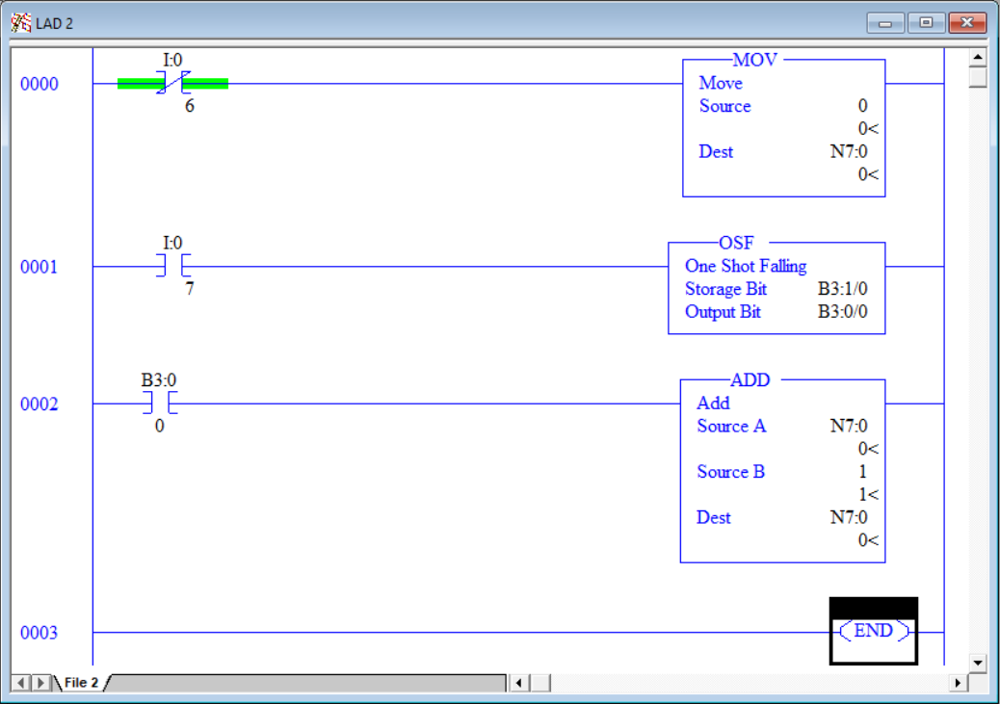 LAD 2
I:0
MOV
0000
Move
6
Source 0
0<
Dest N7:0
0<
I:0
OSF
0001
One Shot Falling
7
Storage Bit B3:1/0
Output Bit B3:0/0
B3:0
ADD
0002
Add
0
Source A N7:0
0<
Source B 1
1<
Dest N7:0
0<
0003
END
File 2